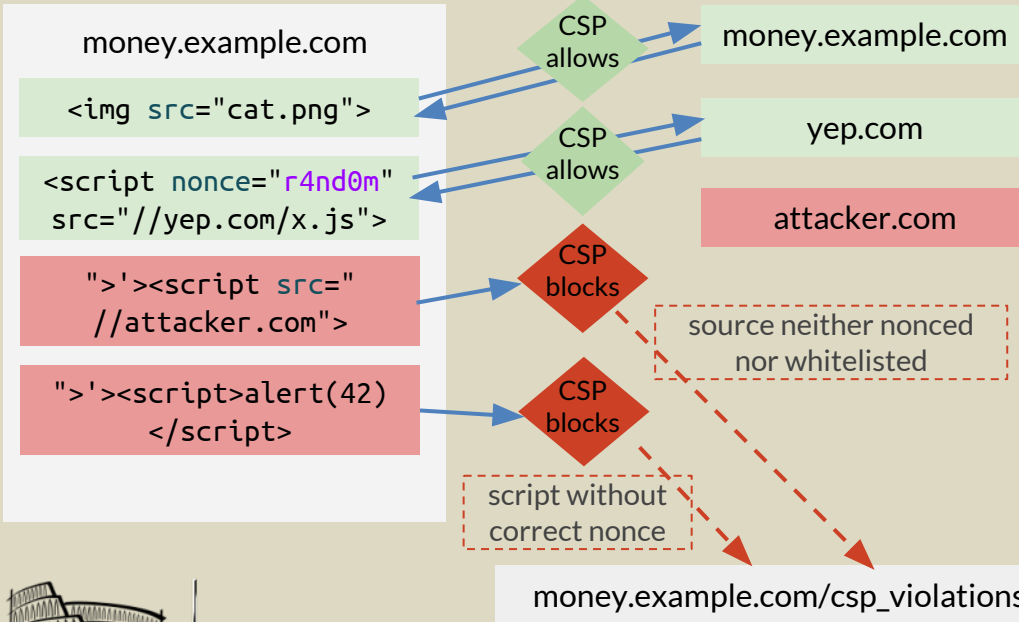 money.example.com
<img src="cat.png">
<script nonce="r4nd0m"
src="//yep.com/x.js">
">'><script src="
//attacker.com">
">'><script>alert(42)
</script>
CSP
allows
CSP
allows
CSP
blocks
CSP
blocks
money.example.com
yep.com
attacker.com
source neither nonced
nor whitelisted
script without
correct nonce
money.example.com/csp_violations